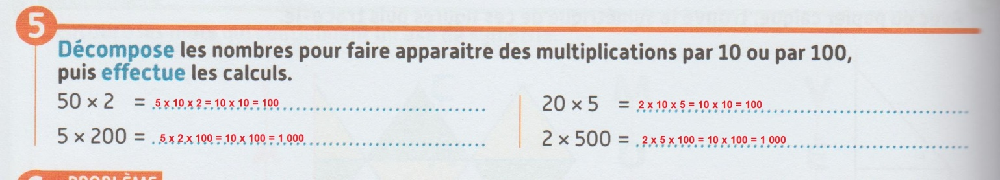 5
Décompose les nombres pour faire apparaitre des multiplications par 10 ou par 100,
puis effectue les calculs.
50 × 2 = 5 x 10 x 2 = 10 x 10 = 100
20 × 5 = 2 x 10 x 5 = 10 x 10 = 100
5 × 200 = 5 x 2 x 100 = 10 x 100 = 1 000
2 × 500 = 2 x 5 x 100 = 10 x 100 = 1 000
PROBLÈME